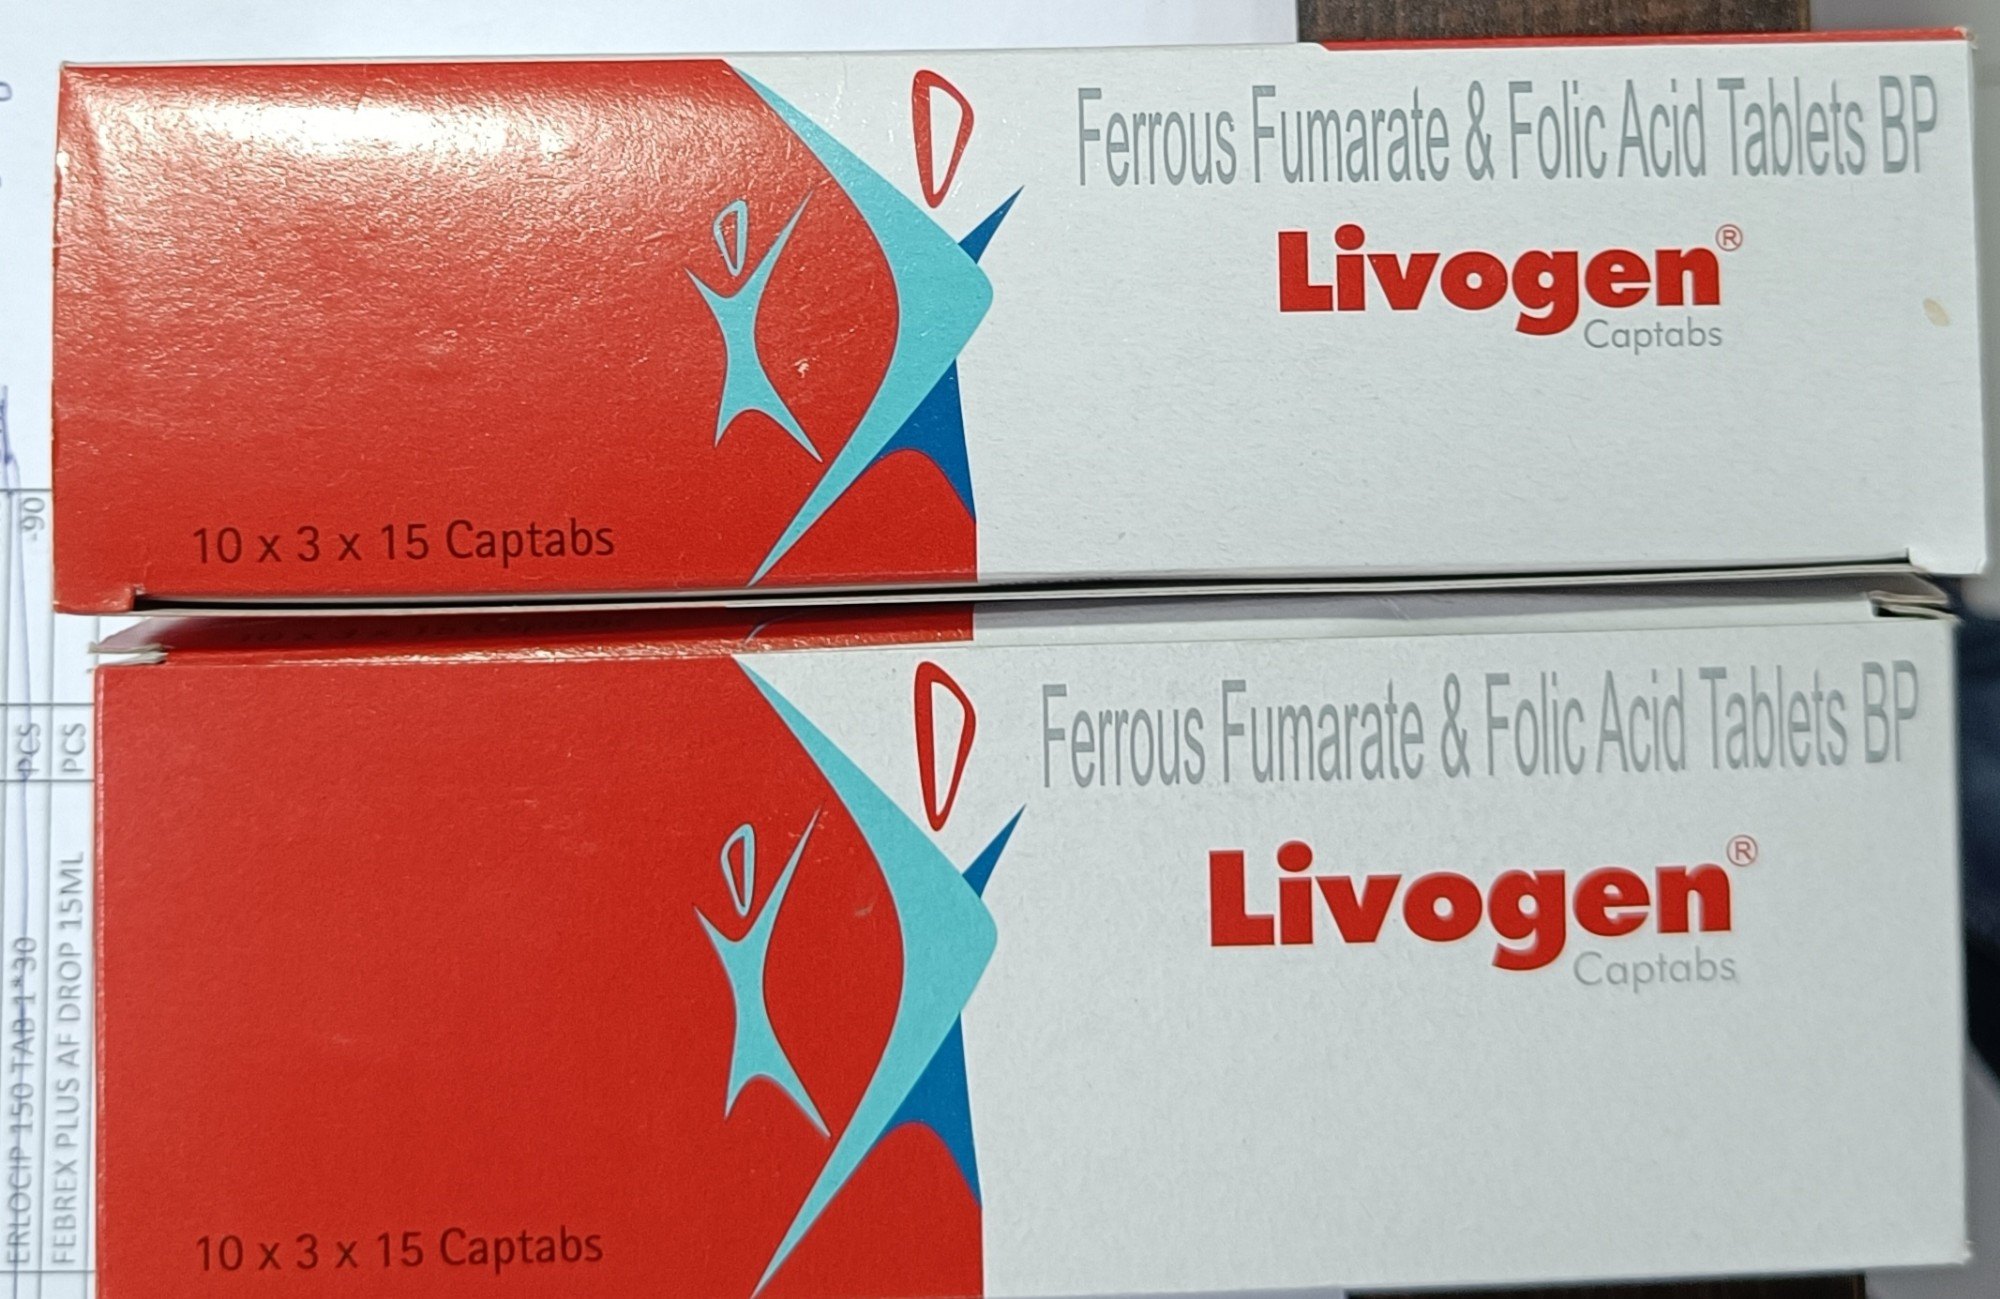 Ferrous Fumarate & Folic Acid Tablets BP
Livogen®
Captabs
10 x 3 x 15 Captabs
Ferrous Fumarate & Folic Acid Tablets BP
Livogen®
Captabs
10 x 3 x 15 Captabs
ERLOCIP 150 TAB 1*30
PCS
-90
FEBREX PLUS AF DROP 15ML
PCS